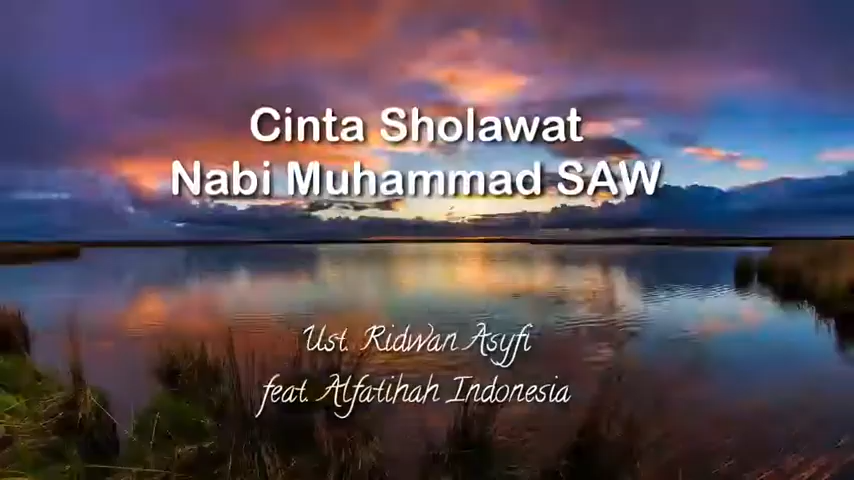 Cinta Sholawat
Nabi Muhammad SAW
Ust. Ridwan Asyfi
feat. Alfatihah Indonesia